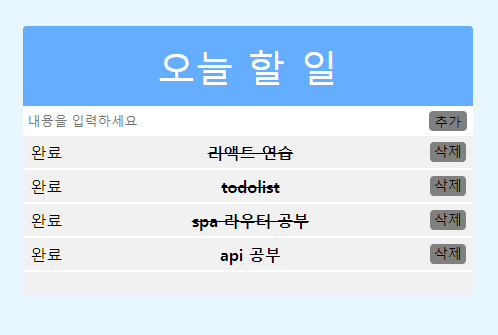 오늘 할 일
내용을 입력하세요 추가
완료 리액트 연습 삭제
완료 todolist 삭제
완료 spa 라우터 공부 삭제
완료 api 공부 삭제